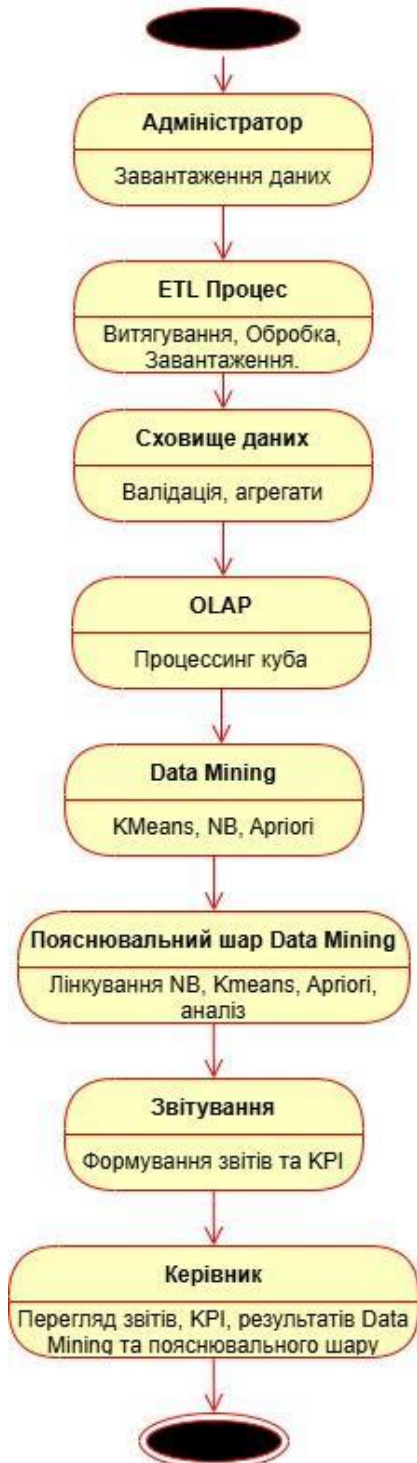 Адміністратор
Завантаження даних
ETL Процес
Витягування, Обробка,
Завантаження.
Сховище даних
Валідація, агрегати
OLAP
Процессинг куба
Data Mining
KMeans, NB, Apriori
Пояснювальний шар Data Mining
Лінкування NB, Kmeans, Apriori,
аналіз
Звітування
Формування звітів та KPI
Керівник
Перегляд звітів, KPI, результатів Data
Mining та пояснювального шару